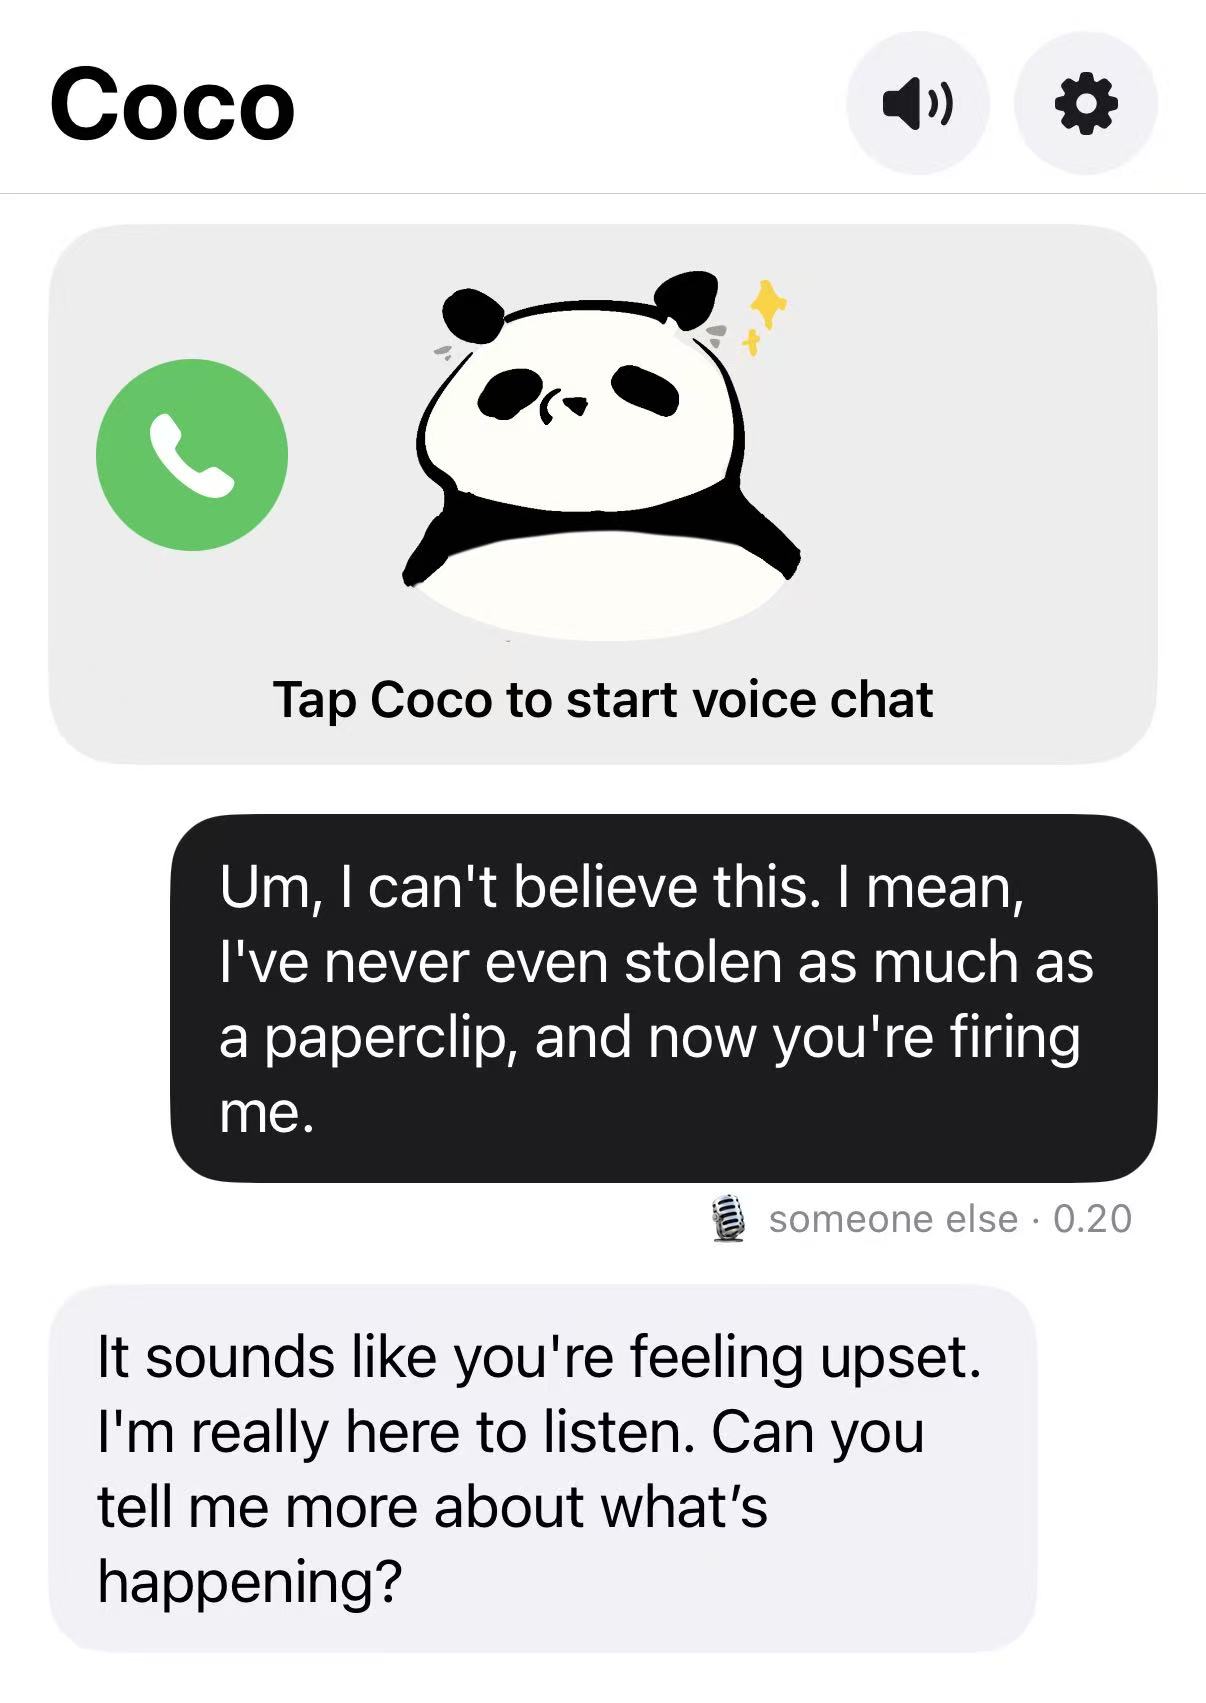 Coco
Tap Coco to start voice chat
Um, I can't believe this. I mean,
I've never even stolen as much as
a paperclip, and now you're firing
me.
someone else · 0.20
It sounds like you're feeling upset.
I'm really here to listen. Can you
tell me more about what’s
happening?